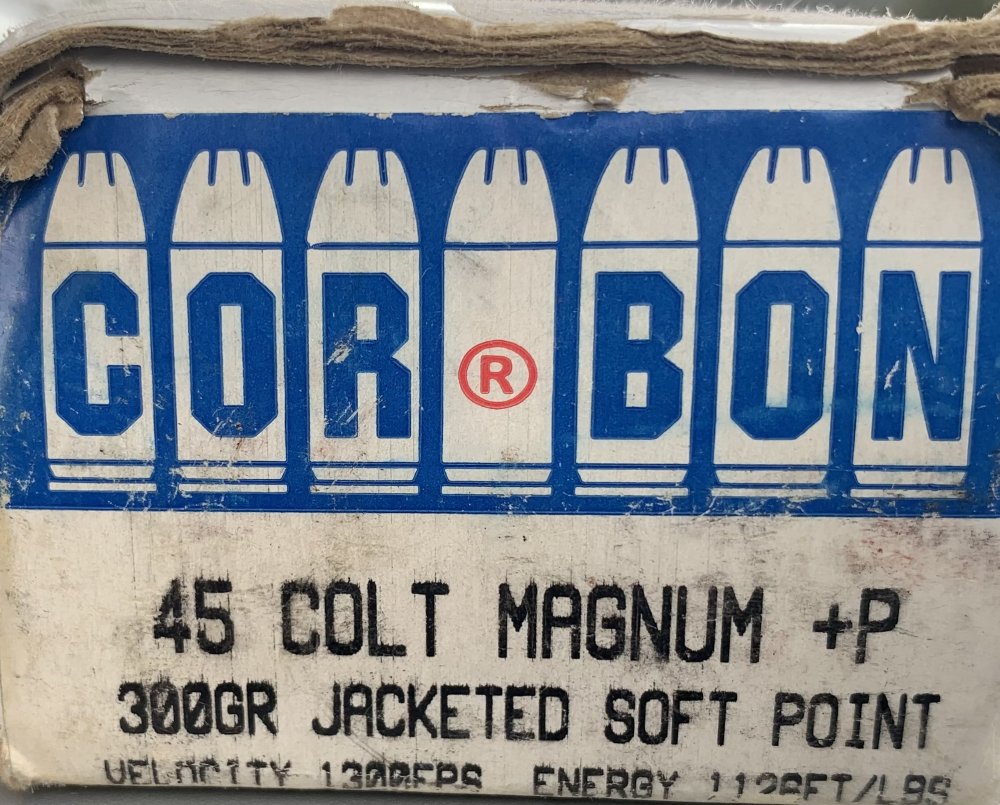 COR®BON
45 COLT MAGNUM +P
300GR JACKETED SOFT POINT
VELOCITY 1300FPS ENERGY 1126FT/LBS